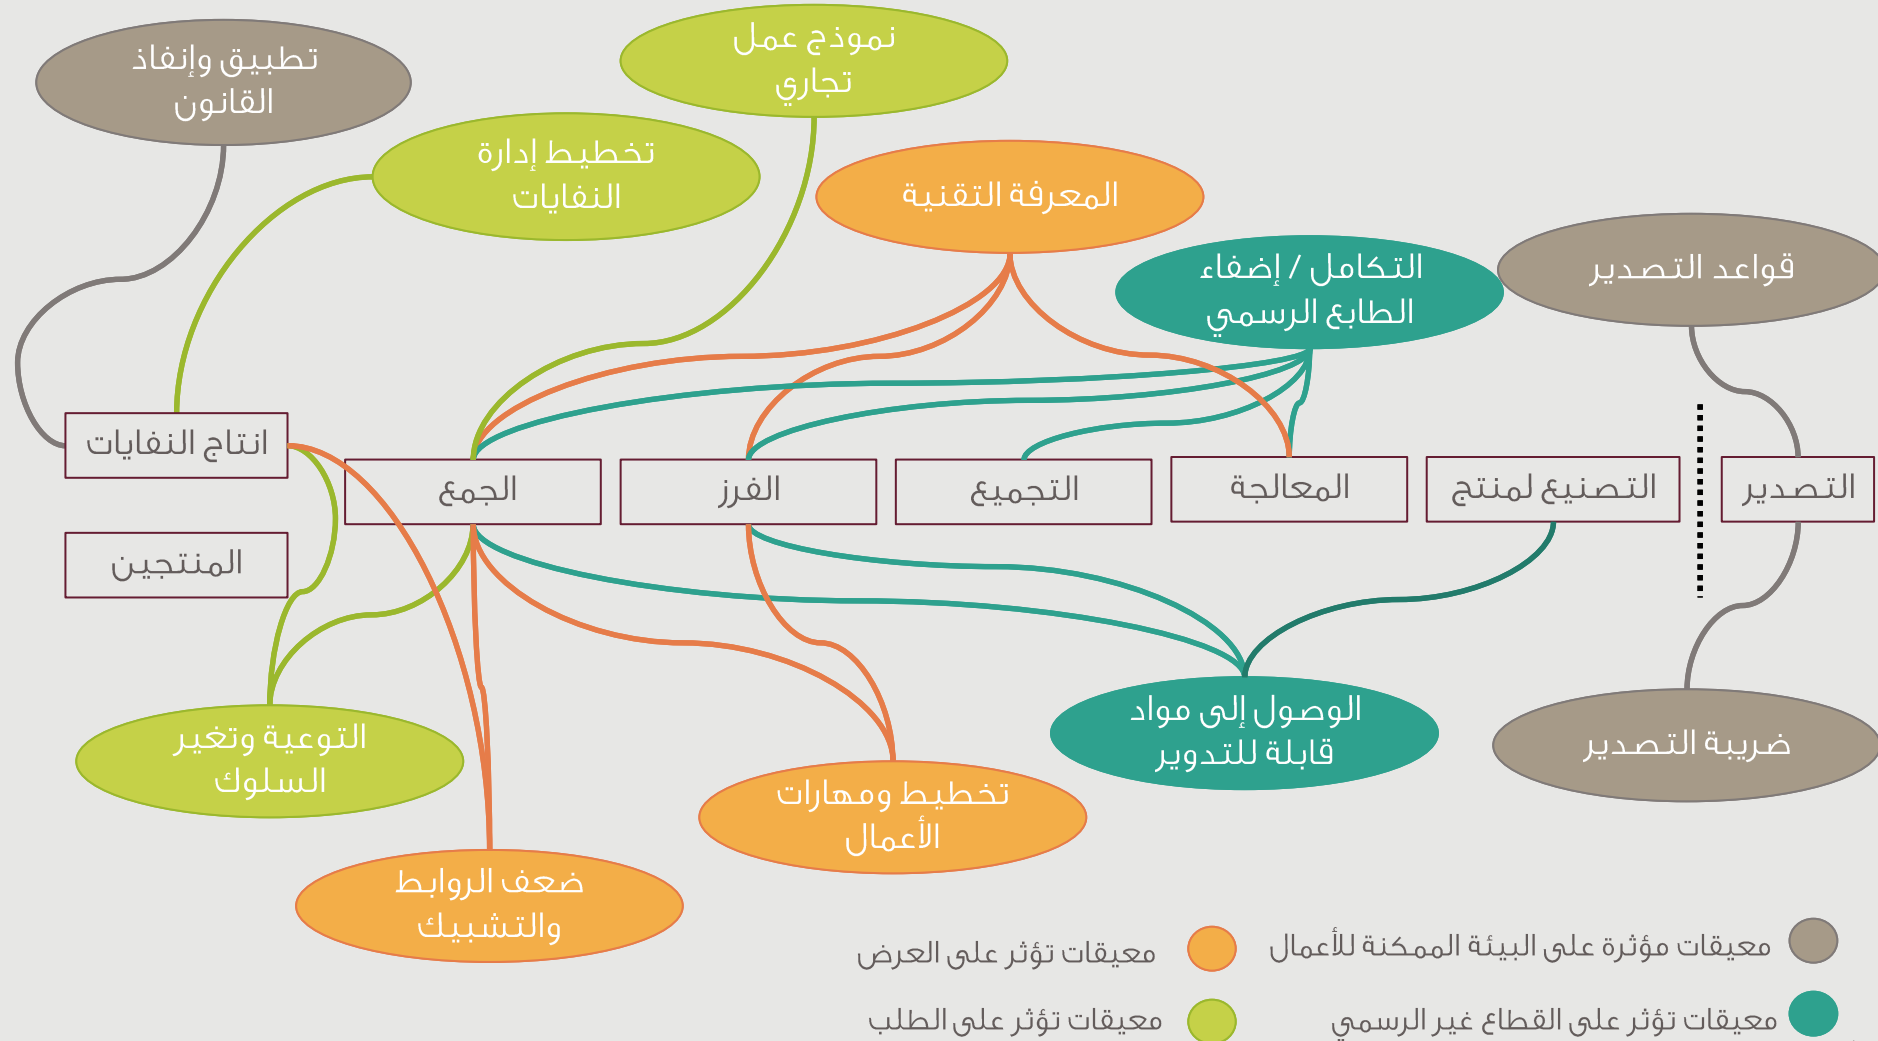 تطبيق وإنفاذ
القانون
نموذج عمل
تجاري
تخطيط إدارة
النفايات
المعرفة التقنية
التكامل / إضفاء
الطابع الرسمي
قواعد التصدير
انتاج النفايات
الجمع
الفرز
التجميع
المعالجة
التصنيع لمنتج
التصدير
المنتجين
التوعية وتغير
السلوك
ضعف الروابط
والتشبيك
تخطيط ومهارات
الأعمال
الوصول إلى مواد
قابلة للتدوير
ضريبة التصدير
معيقات مؤثرة على البيئة الممكنة للأعمال
معيقات تؤثر على العرض
معيقات تؤثر على القطاع غير الرسمي
معيقات تؤثر على الطلب